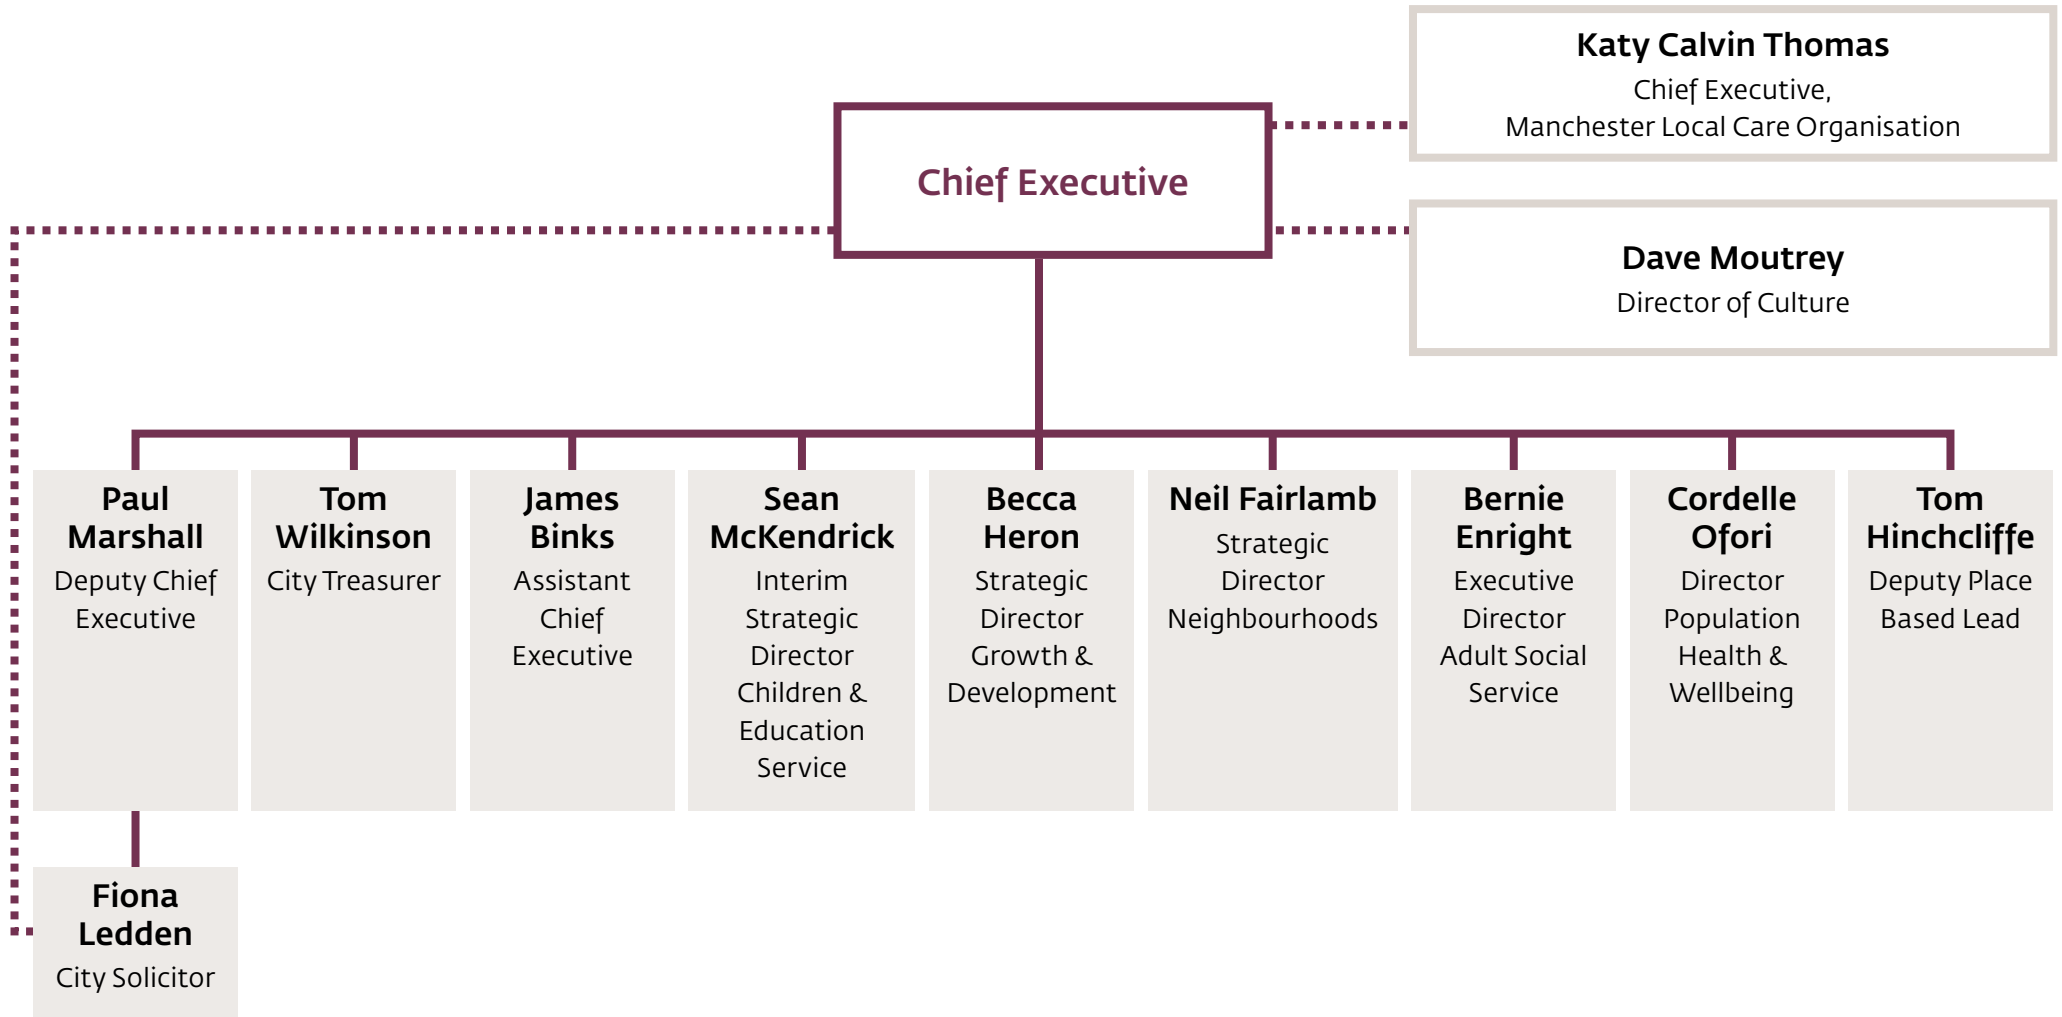 Katy Calvin Thomas
Chief Executive,
Manchester Local Care Organisation
Chief Executive
Dave Moutrey
Director of Culture
Paul
Marshall
Deputy Chief
Executive
Tom
Wilkinson
City Treasurer
James
Binks
Assistant
Chief
Executive
Sean
McKendrick
Interim
Strategic
Director
Children &
Education
Service
Becca
Heron
Strategic
Director
Growth &
Development
Neil Fairlamb
Strategic
Director
Neighbourhoods
Bernie
Enright
Executive
Director
Adult Social
Service
Cordelle
Ofori
Director
Population
Health &
Wellbeing
Tom
Hinchcliffe
Deputy Place
Based Lead
Fiona
Ledden
City Solicitor